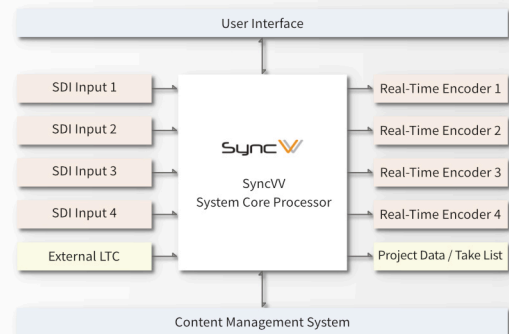 User Interface
SDI Input 1
Real-Time Encoder 1
SDI Input 2
Real-Time Encoder 2
SyncVV
SDI Input 3
Real-Time Encoder 3
SyncVV
System Core Processor
SDI Input 4
Real-Time Encoder 4
External LTC
Project Data / Take List
Content Management System